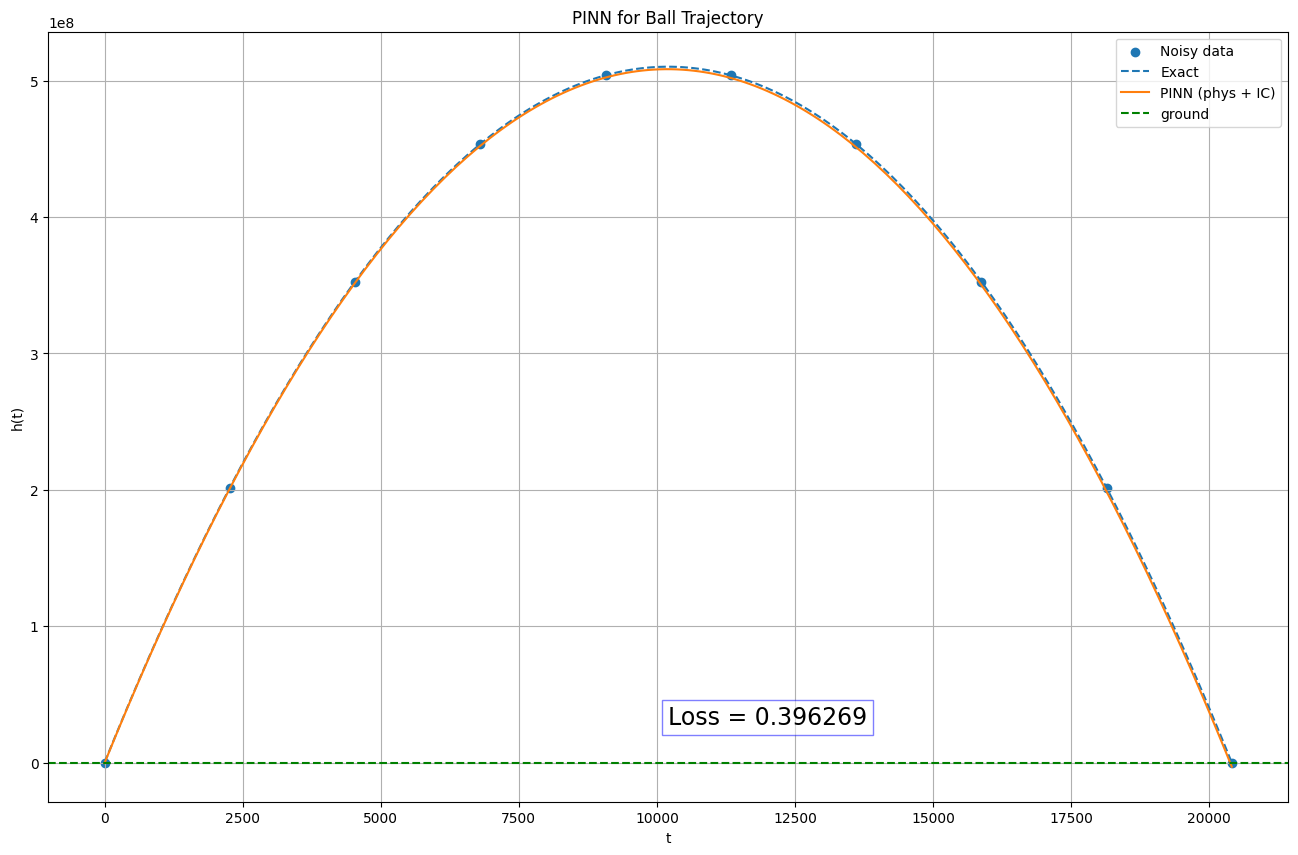 PINN for Ball Trajectory
1e8
Noisy data
Exact
PINN (phys + IC)
ground
5
4
3
2
1
0
h(t)
Loss = 0.396269
0 2500 5000 7500 10000 12500 15000 17500 20000
t